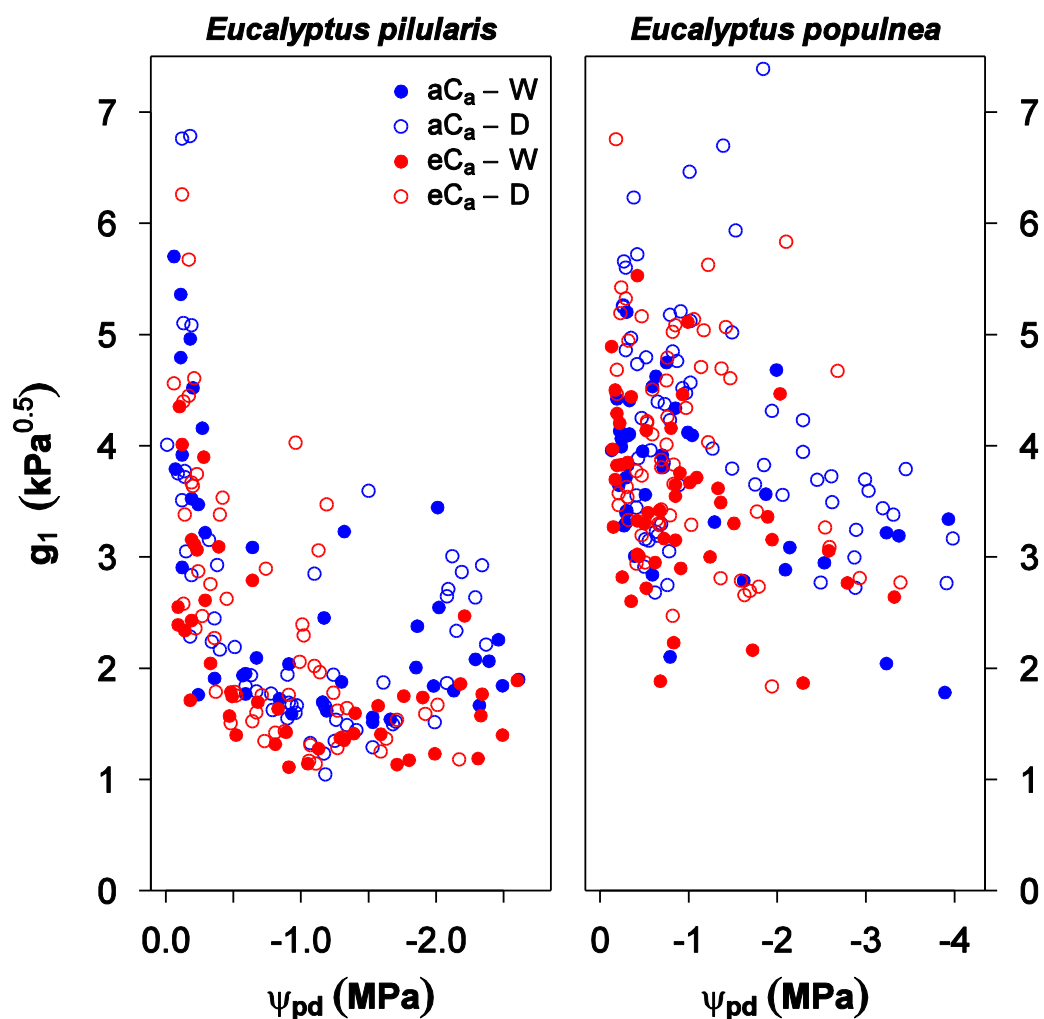 Eucalyptus pilularis
Eucalyptus populnea
aCa – W
aCa – D
eCa – W
eCa – D
7
6
5
4
3
2
1
0
7
6
5
4
3
2
1
0
g1 (kPa0.5)
0.0 -1.0 -2.0
0 -1 -2 -3 -4
ψpd (MPa)
ψpd (MPa)